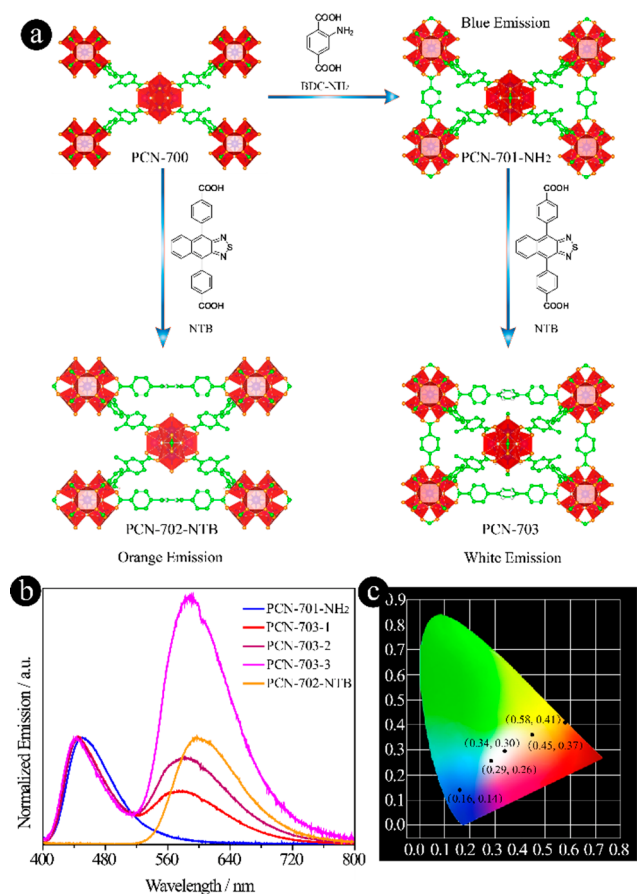 a
Blue Emission
COOH
NH₂
COOH
BDC-NH₂
PCN-700
PCN-701-NH₂
COOH
N
S
N
COOH
NTB
COOH
N
S
N
COOH
NTB
PCN-702-NTB
PCN-703
Orange Emission
White Emission
b
PCN-701-NH₂
PCN-703-1
PCN-703-2
PCN-703-3
PCN-702-NTB
Normalized Emission / a.u.
400 480 560 640 720 800
Wavelength / nm
c
0.9
0.8
0.7
0.6
0.5
0.4
0.3
0.2
0.1
0.0
(0.58, 0.41)
(0.34, 0.30)
(0.45, 0.37)
(0.29, 0.26)
(0.16, 0.14)
0.0 0.1 0.2 0.3 0.4 0.5 0.6 0.7 0.8